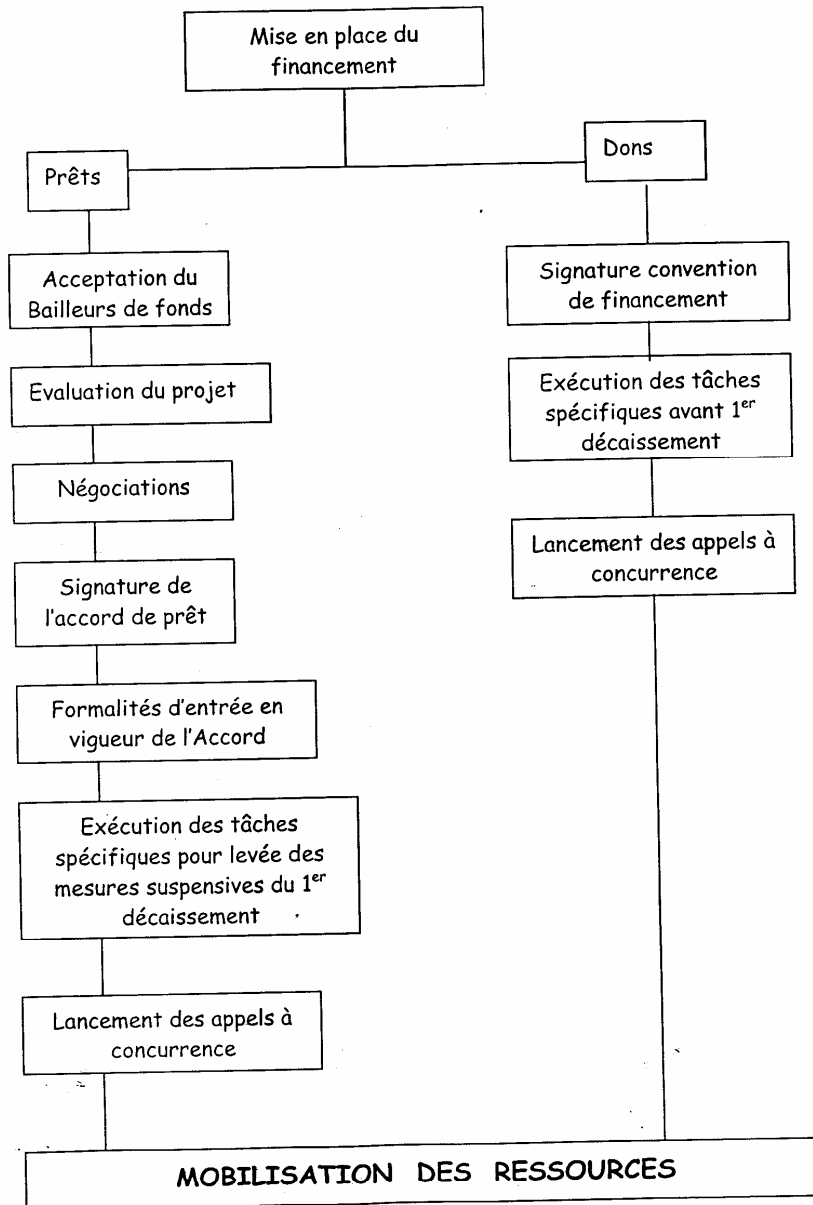 Mise en place du
financement
Prêts
Dons
Acceptation du
Bailleurs de fonds
Evaluation du projet
Négociations
Signature de
l'accord de prêt
Formalités d'entrée en
vigueur de l'Accord
Exécution des tâches
spécifiques pour levée des
mesures suspensives du 1er
décaissement
Lancement des appels à
concurrence
Signature convention
de financement
Exécution des tâches
spécifiques avant 1er
décaissement
Lancement des appels à
concurrence
MOBILISATION DES RESSOURCES